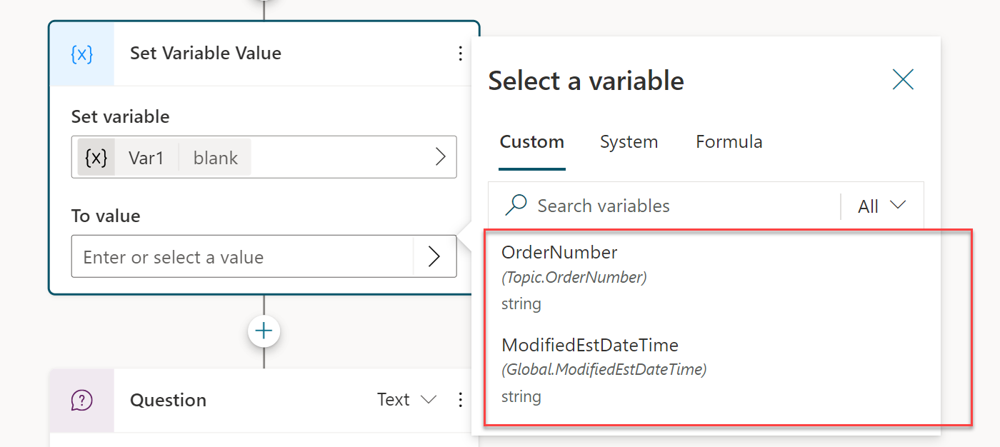 {x} Set Variable Value
Set variable
{x} Var1 blank
To value
Enter or select a value
? Question Text
Select a variable
Custom System Formula
Search variables All
OrderNumber
(Topic.OrderNumber)
string
ModifiedEstDateTime
(Global.ModifiedEstDateTime)
string